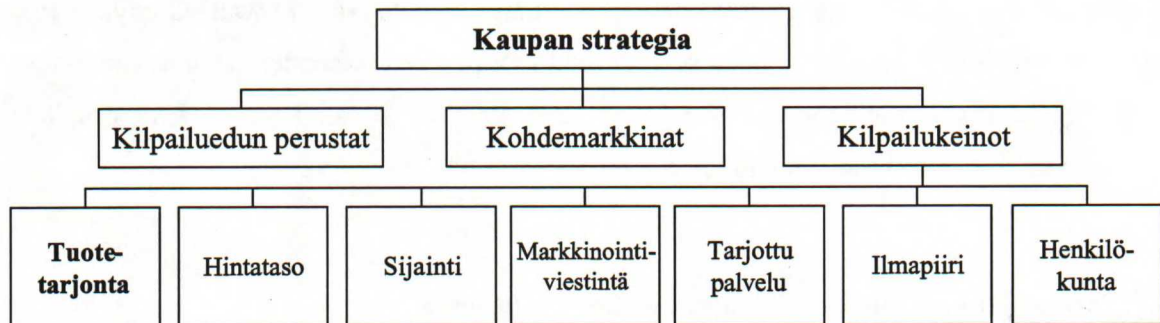 Kaupan strategia
Kilpailuedun perustat
Kohdemarkkinat
Kilpailukeinot
Tuote-
tarjonta
Hintataso
Sijainti
Markkinointi-
viestintä
Tarjottu
palvelu
Ilmapiiri
Henkilö-
kunta